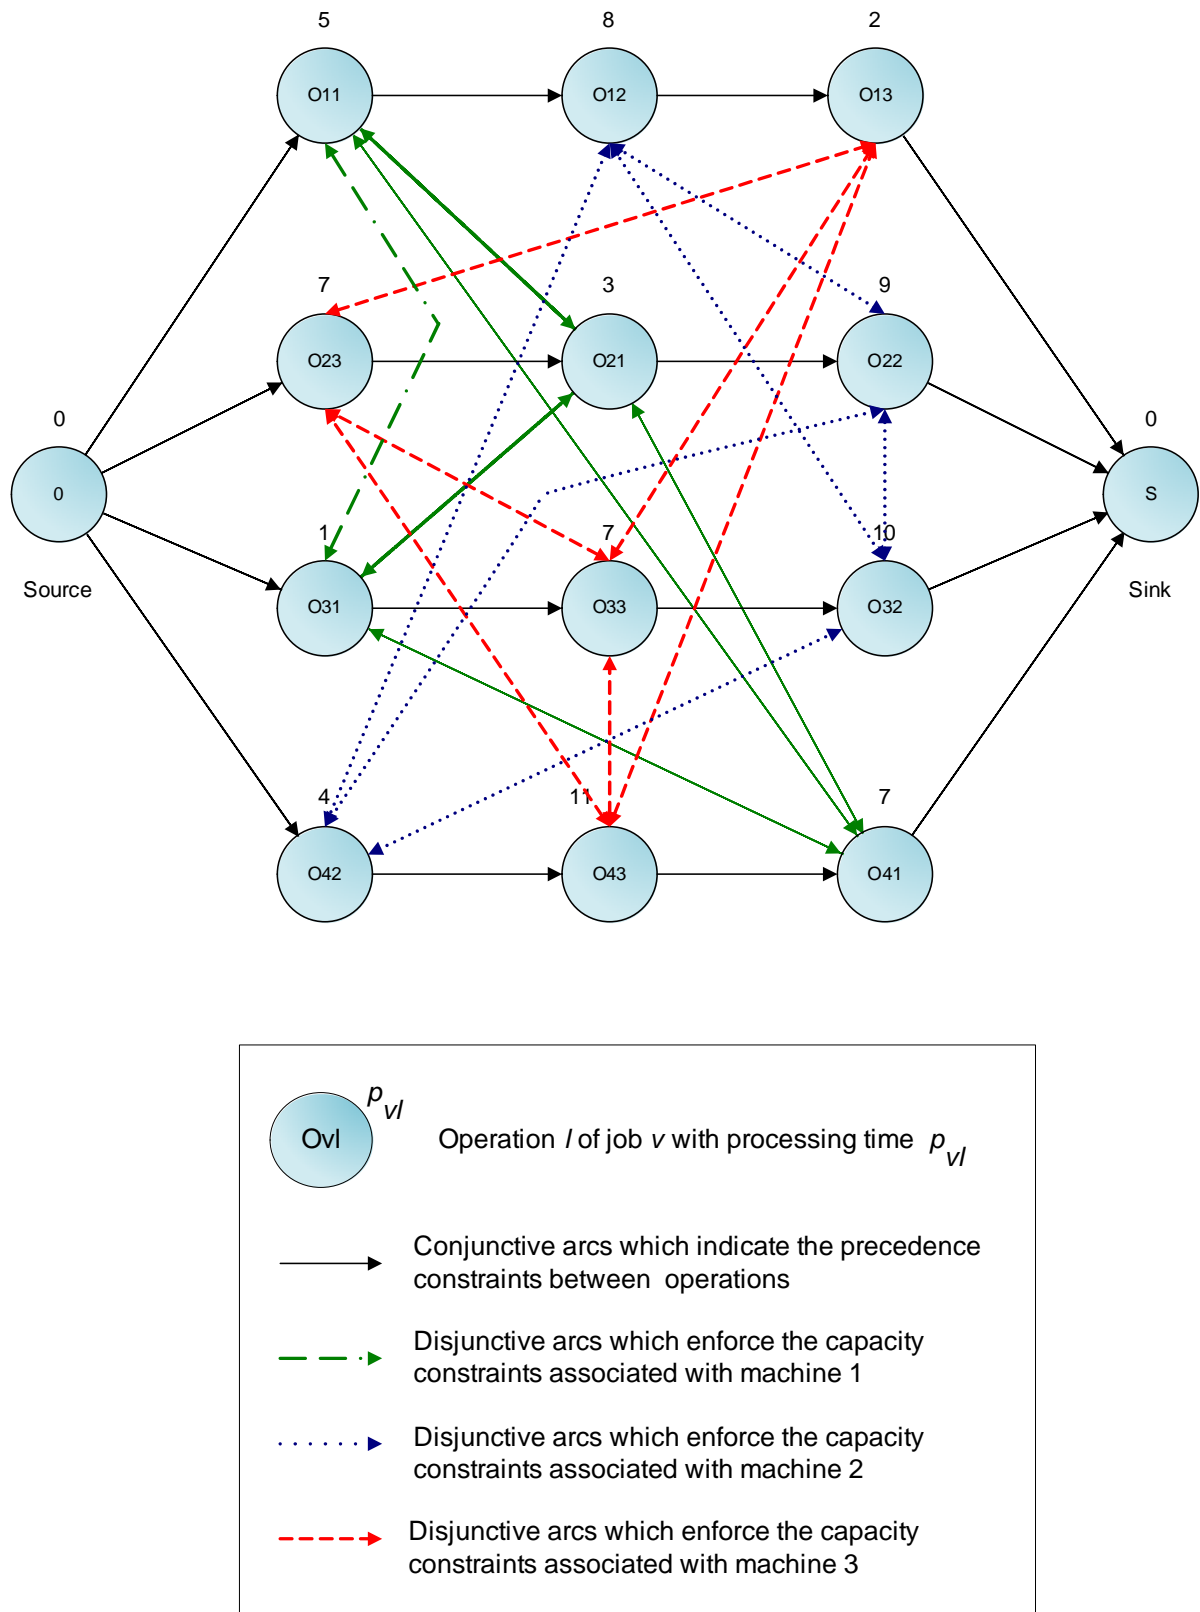 5 8 2
O11 O12 O13
7 3 9
O23 O21 O22
0 0
0 S
1 7 10
Source Sink
O31 O33 O32
4 11 7
O42 O43 O41
Ovl p vl
Operation l of job v with processing time p vl
Conjunctive arcs which indicate the precedence
constraints between operations
Disjunctive arcs which enforce the capacity
constraints associated with machine 1
Disjunctive arcs which enforce the capacity
constraints associated with machine 2
Disjunctive arcs which enforce the capacity
constraints associated with machine 3